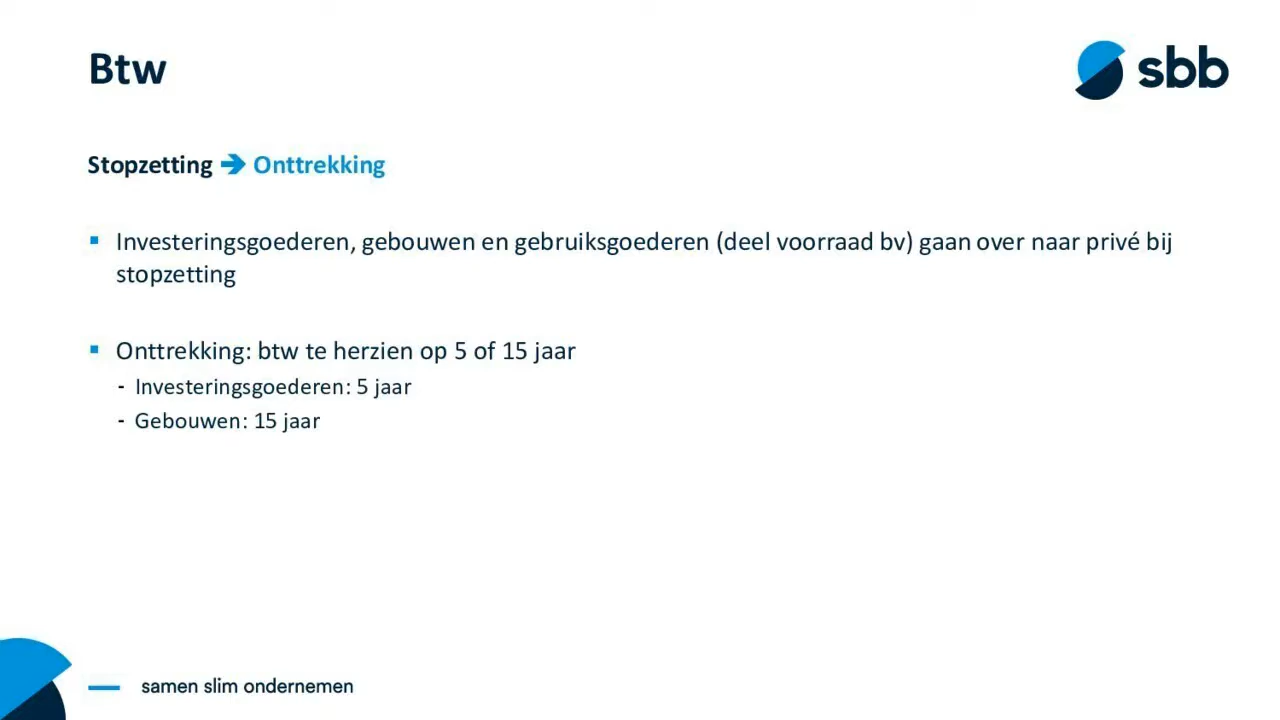 Btw
sbb
Stopzetting → Onttrekking
▪ Investeringsgoederen, gebouwen en gebruiksgoederen (deel voorraad bv) gaan over naar privé bij
stopzetting
▪ Onttrekking: btw te herzien op 5 of 15 jaar
- Investeringsgoederen: 5 jaar
- Gebouwen: 15 jaar
samen slim ondernemen